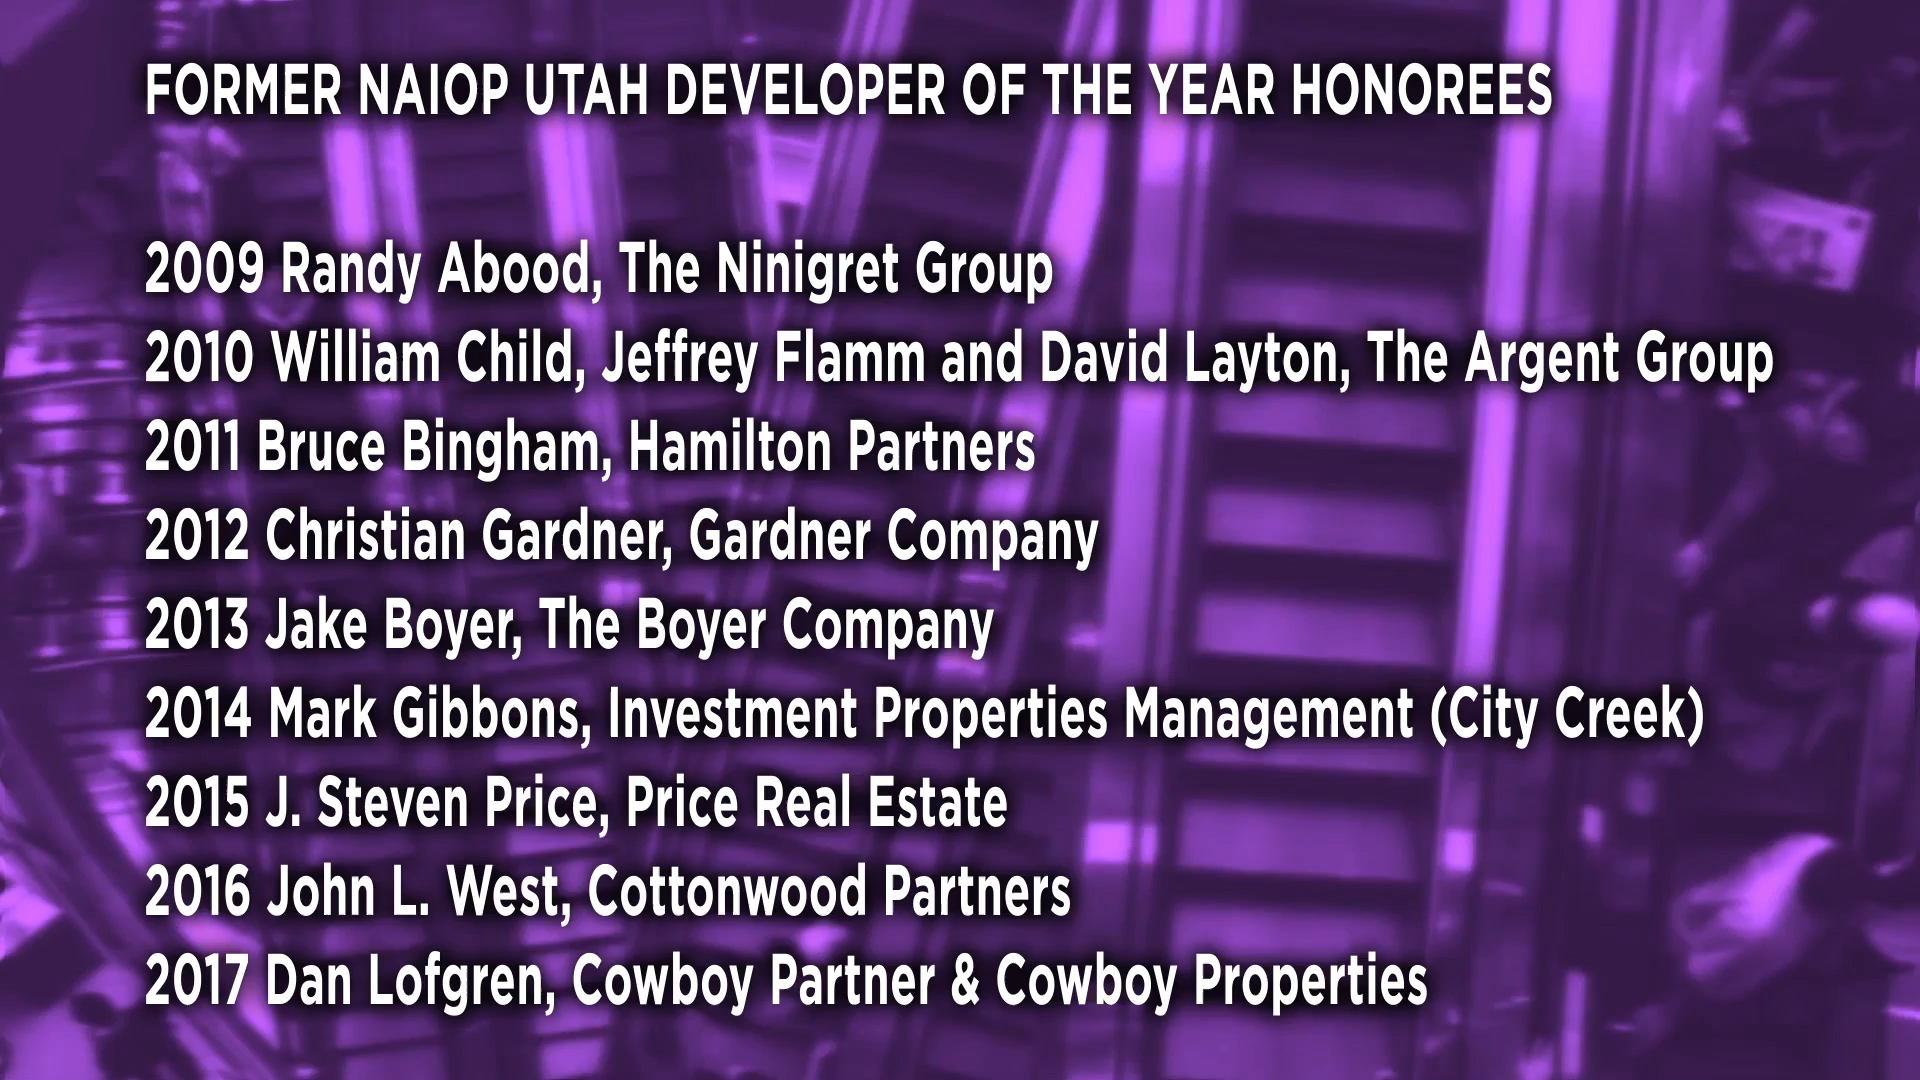 FORMER NAIOP UTAH DEVELOPER OF THE YEAR HONOREES
2009 Randy Abood, The Ninigret Group
2010 William Child, Jeffrey Flamm and David Layton, The Argent Group
2011 Bruce Bingham, Hamilton Partners
2012 Christian Gardner, Gardner Company
2013 Jake Boyer, The Boyer Company
2014 Mark Gibbons, Investment Properties Management (City Creek)
2015 J. Steven Price, Price Real Estate
2016 John L. West, Cottonwood Partners
2017 Dan Lofgren, Cowboy Partner & Cowboy Properties